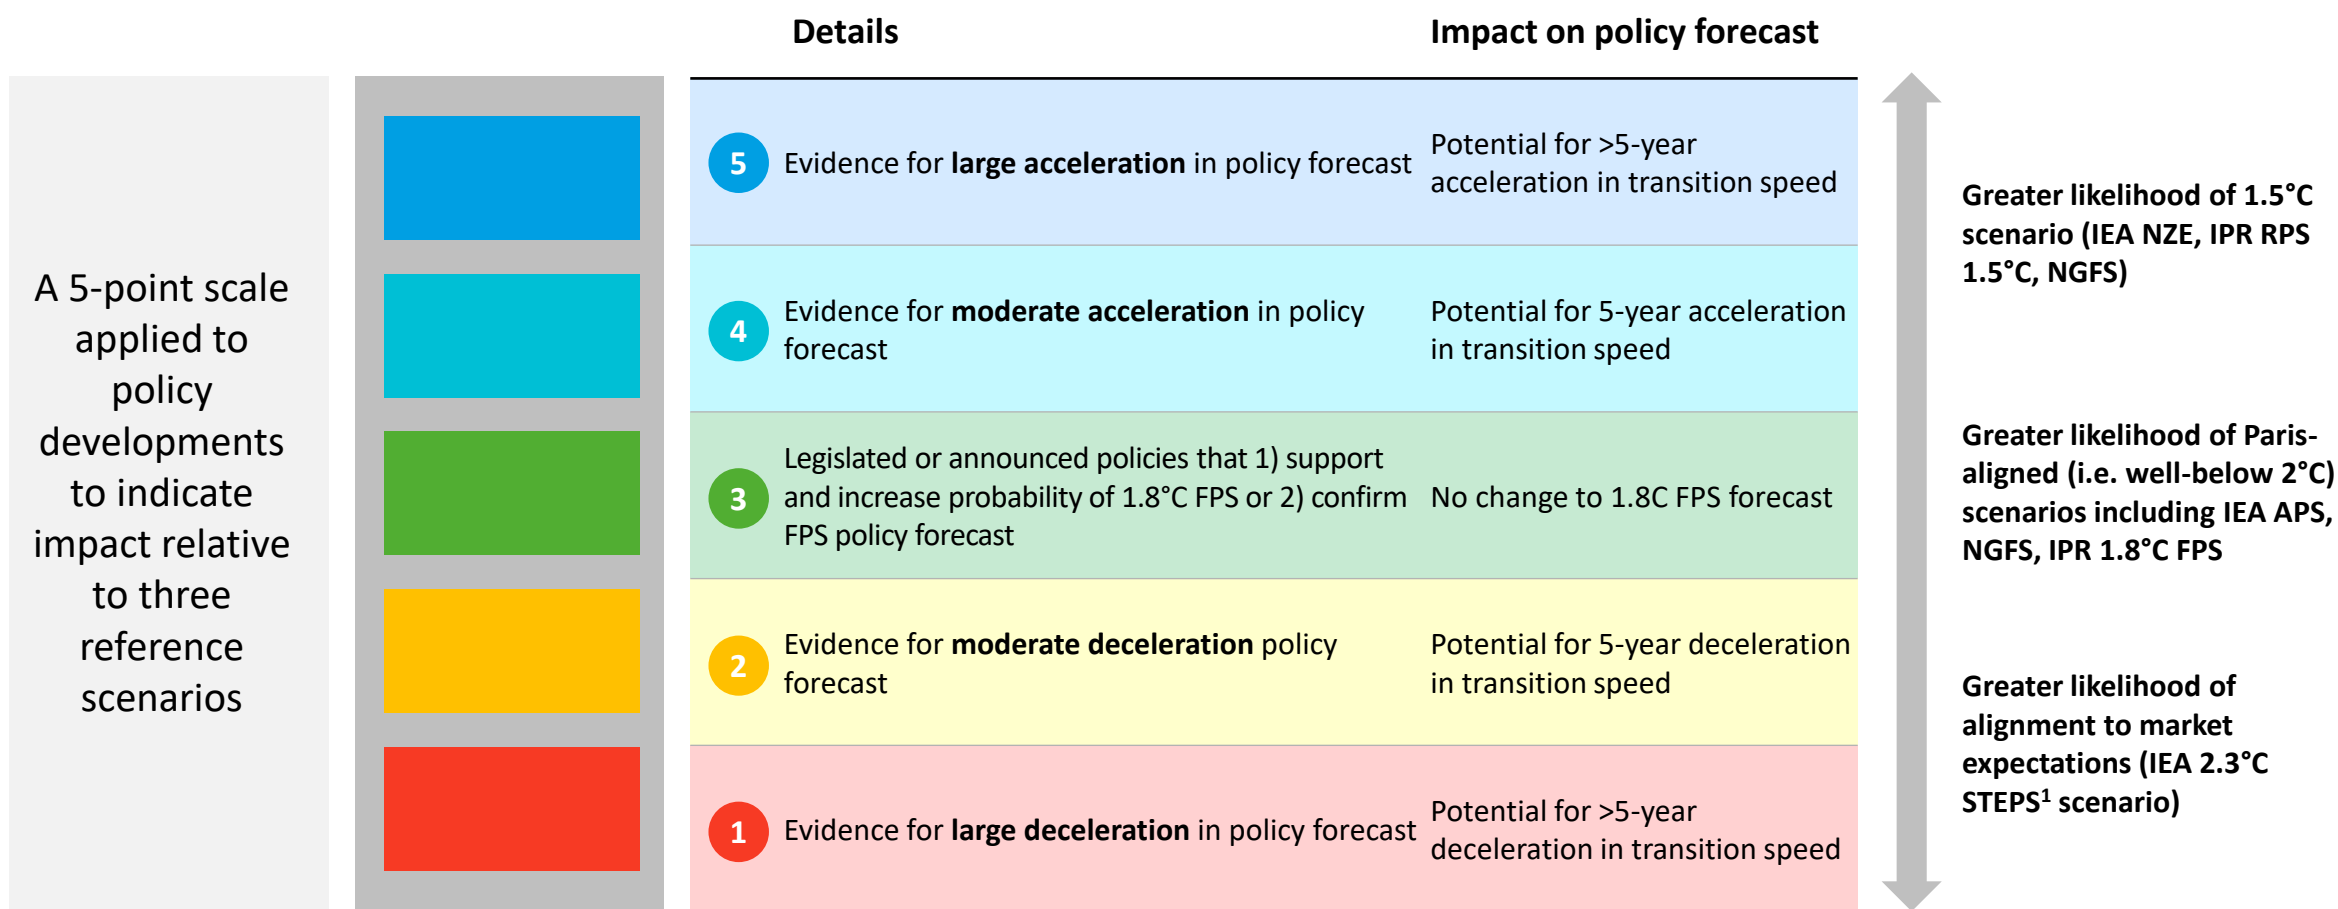 Details
Impact on policy forecast
A 5-point scale
applied to
policy
developments
to indicate
impact relative
to three
reference
scenarios
5
Evidence for large acceleration in policy forecast
Potential for >5-year
acceleration in transition speed
4
Evidence for moderate acceleration in policy
forecast
Potential for 5-year acceleration
in transition speed
3
Legislated or announced policies that 1) support
and increase probability of 1.8°C FPS or 2) confirm
FPS policy forecast
No change to 1.8C FPS forecast
2
Evidence for moderate deceleration policy
forecast
Potential for 5-year deceleration
in transition speed
1
Evidence for large deceleration in policy forecast
Potential for >5-year
deceleration in transition speed
Greater likelihood of 1.5°C
scenario (IEA NZE, IPR RPS
1.5°C, NGFS)
Greater likelihood of Paris-
aligned (i.e. well-below 2°C)
scenarios including IEA APS,
NGFS, IPR 1.8°C FPS
Greater likelihood of
alignment to market
expectations (IEA 2.3°C
STEPS¹ scenario)